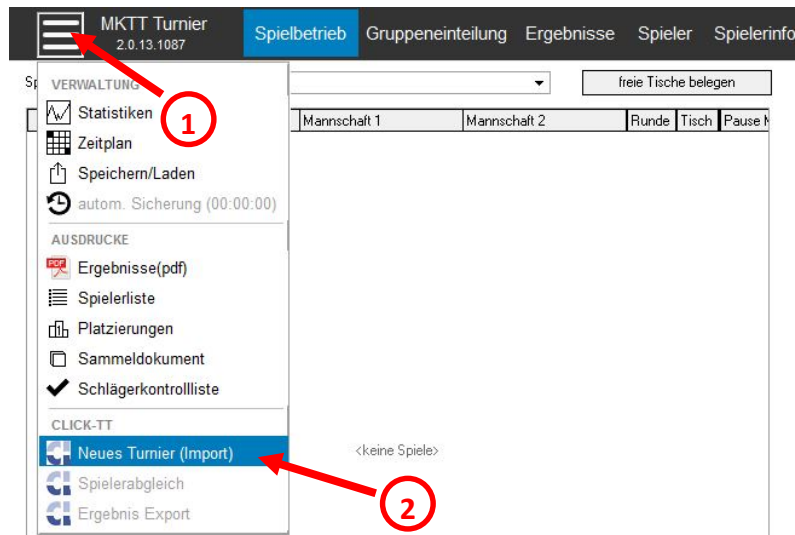 MKTT Turnier
2.0.13.1087
Spielbetrieb Gruppeneinteilung Ergebnisse Spieler Spielerinfo
freie Tische belegen
VERWALTUNG
Statistiken
1
Mannschaft 1 Mannschaft 2 Runde Tisch Pause
Zeitplan
Speichern/Laden
autom. Sicherung (00:00:00)
AUSDRUCKE
PDF
Ergebnisse(pdf)
Spielerliste
Platzierungen
Sammeldokument
Schlägerkontrollliste
CLICK-TT
Neues Turnier (Import)
<keine Spiele>
Spielerabgleich
2
Ergebnis Export